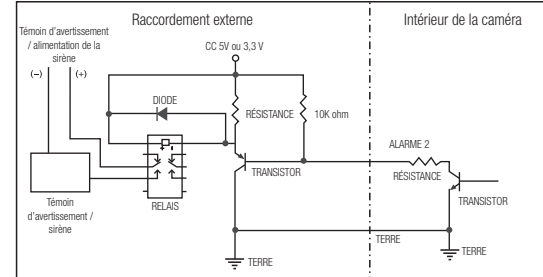 Raccordement externe
Intérieur de la caméra
Témoin d'avertissement
/ alimentation de la
sirène
(–)
(+)
CC 5V ou 3,3 V
DIODE
RÉSISTANCE
10K ohm
ALARME 2
RÉSISTANCE
TRANSISTOR
TRANSISTOR
RELAIS
Témoin
d'avertissement /
sirène
TERRE
TERRE
TERRE